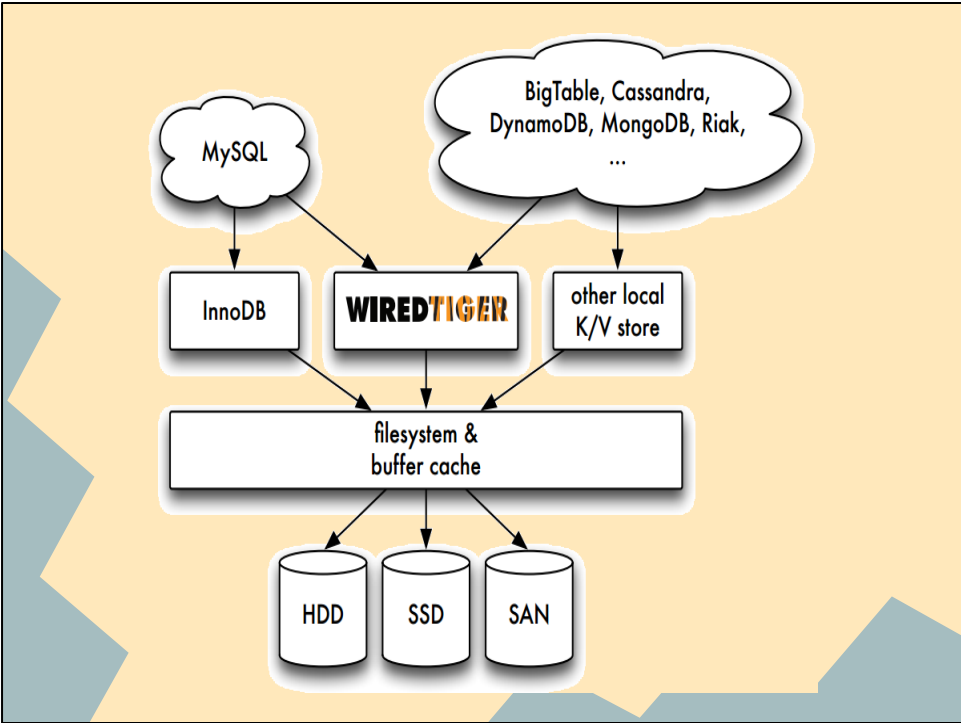 MySQL
BigTable, Cassandra,
DynamoDB, MongoDB, Riak,
...
InnoDB
WIREDTIGER
other local
K/V store
filesystem &
buffer cache
HDD
SSD
SAN